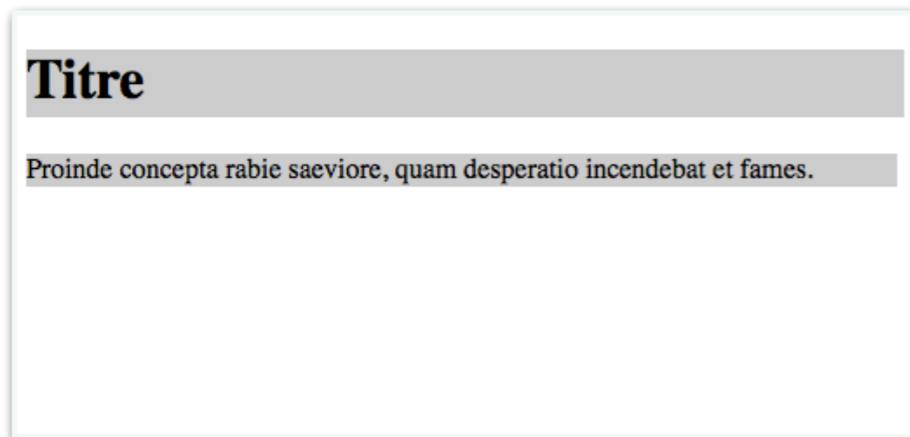 Titre
Proinde concepta rabie saeviore, quam desperatio incendebat et fames.